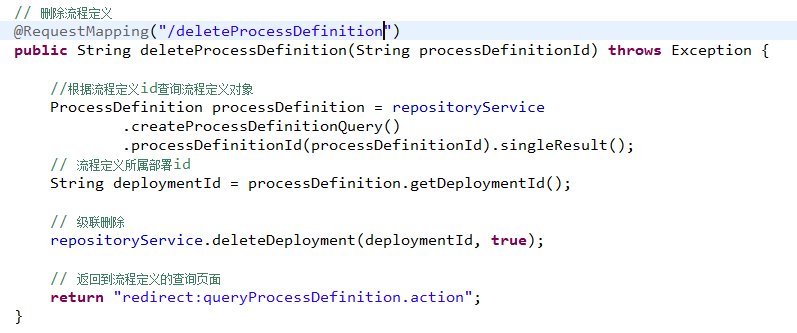 // 删除流程定义
@RequestMapping("/deleteProcessDefinition")
public String deleteProcessDefinition(String processDefinitionId) throws Exception {
//根据流程定义id查询流程定义对象
ProcessDefinition processDefinition = repositoryService
.createProcessDefinitionQuery()
.processDefinitionId(processDefinitionId).singleResult();
// 流程定义所属部署id
String deploymentId = processDefinition.getDeploymentId();
// 级联删除
repositoryService.deleteDeployment(deploymentId, true);
// 返回到流程定义的查询页面
return "redirect:queryProcessDefinition.action";
}